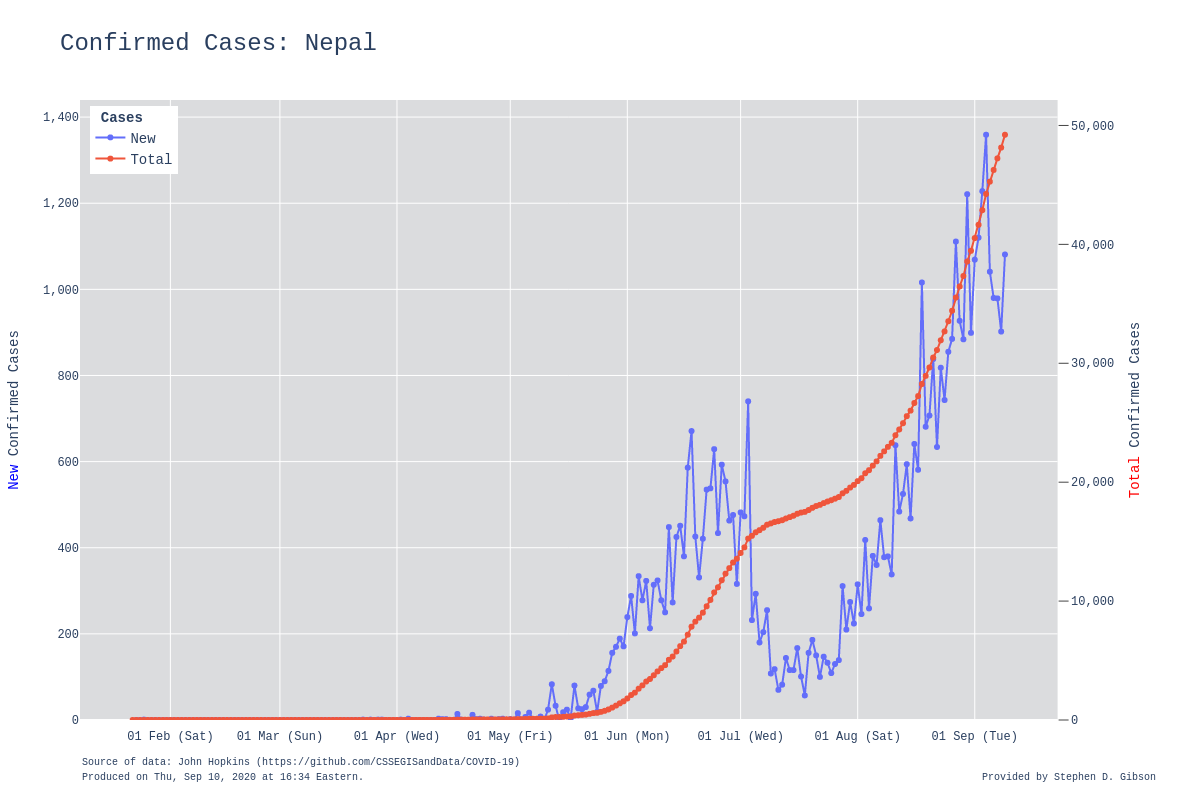 Confirmed Cases: Nepal
Cases
New
Total
1,400
1,200
1,000
800
600
400
200
0
New Confirmed Cases
50,000
40,000
30,000
20,000
10,000
0
Total Confirmed Cases
01 Feb (Sat) 01 Mar (Sun) 01 Apr (Wed) 01 May (Fri) 01 Jun (Mon) 01 Jul (Wed) 01 Aug (Sat) 01 Sep (Tue)
Source of data: John Hopkins (https://github.com/CSSEGISandData/COVID-19)
Produced on Thu, Sep 10, 2020 at 16:34 Eastern.
Provided by Stephen D. Gibson